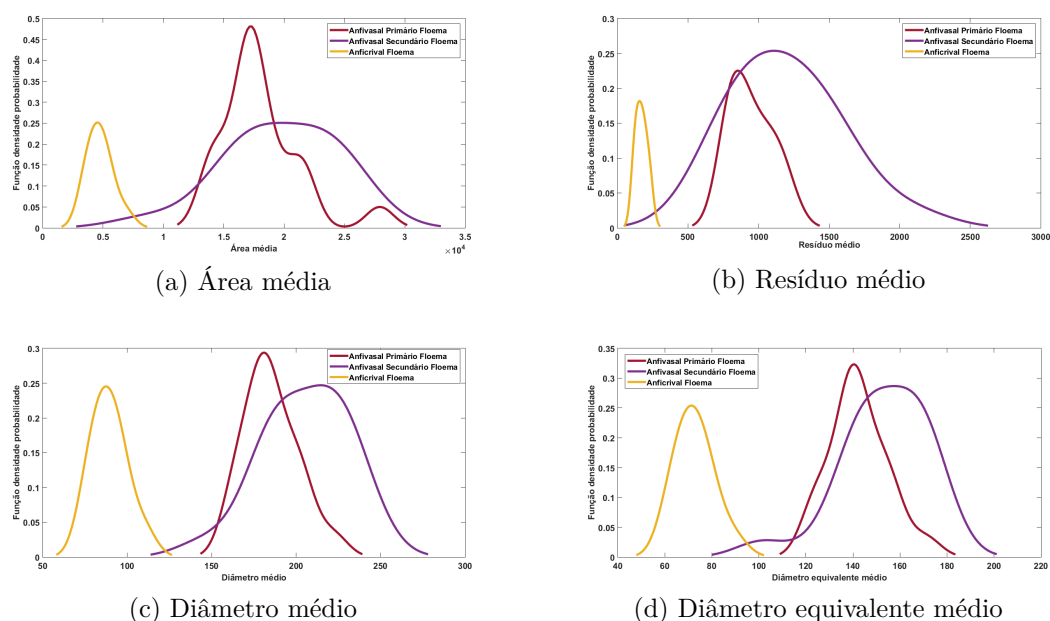 Função densidade probabilidade
0.5
0.45
0.4
0.35
0.3
0.25
0.2
0.15
0.1
0.05
0
Anfivasal Primário Floema
Anfivasal Secundário Floema
Anficrival Floema
0 0.5 1 1.5 2 2.5 3 3.5
Área média
×10⁴
(a) Área média
Função densidade probabilidade
0.3
0.25
0.2
0.15
0.1
0.05
0
Anfivasal Primário Floema
Anfivasal Secundário Floema
Anficrival Floema
0 500 1000 1500 2000 2500 3000
Resíduo médio
(b) Resíduo médio
Função densidade probabilidade
0.3
0.25
0.2
0.15
0.1
0.05
0
Anfivasal Primário Floema
Anfivasal Secundário Floema
Anficrival Floema
50 100 150 200 250 300
Diâmetro médio
(c) Diâmetro médio
Função densidade probabilidade
0.35
0.3
0.25
0.2
0.15
0.1
0.05
0
Anfivasal Primário Floema
Anfivasal Secundário Floema
Anficrival Floema
40 60 80 100 120 140 160 180 200 220
Diâmetro equivalente médio
(d) Diâmetro equivalente médio